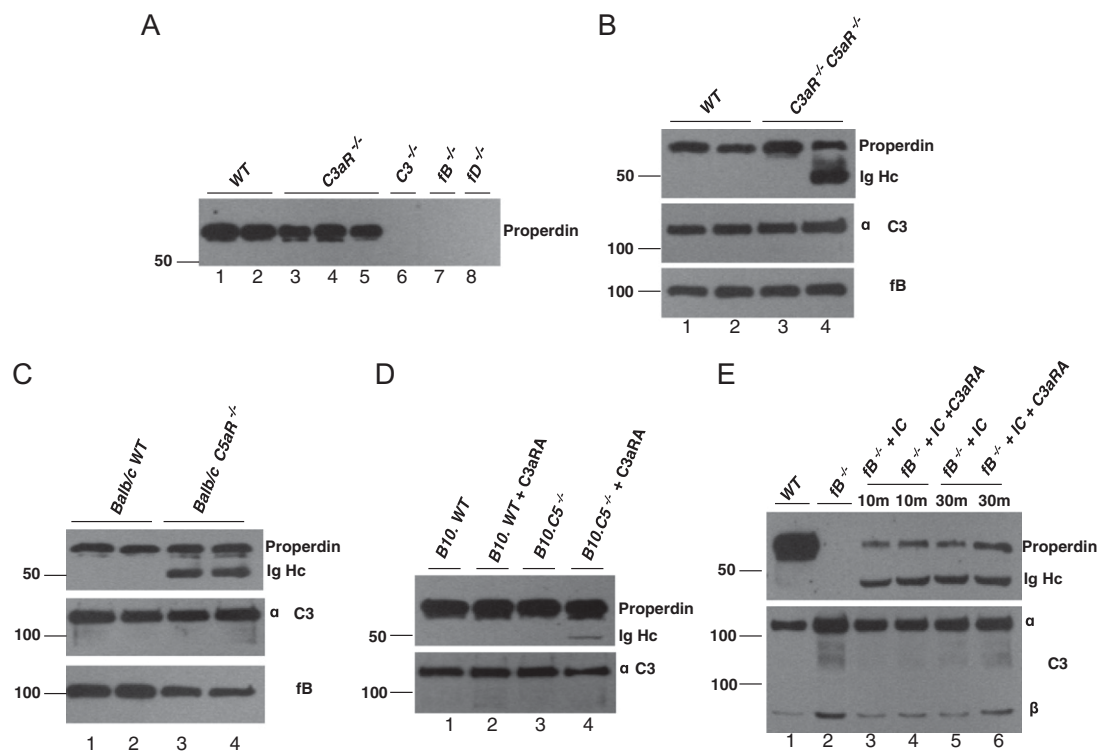 A
WT
C3aR -/-
C3 -/-
fB -/-
fD -/-
Properdin
50
1 2 3 4 5 6 7 8
B
WT
C3aR-/- C5aR-/-
Properdin
50
Ig Hc
α C3
100
100
fB
1 2 3 4
C
Balb/c WT
Balb/c C5aR -/-
Properdin
50
Ig Hc
α C3
100
100
fB
1 2 3 4
D
B10. WT
B10. WT + C3aRA
B10.C5-/-
B10.C5-/- + C3aRA
Properdin
50
Ig Hc
α C3
100
1 2 3 4
E
WT
fB-/-
fB-/- + IC
fB-/- + IC +C3aRA
fB-/- + IC
fB-/- + IC + C3aRA
10m 10m 30m 30m
Properdin
50
Ig Hc
α
100
C3
100
β
1 2 3 4 5 6